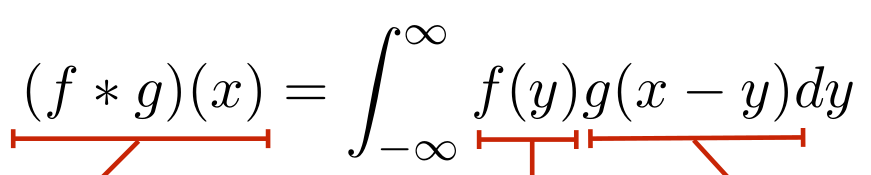 (f ∗ g)(x) = ∫_{−∞}^{∞} f(y)g(x − y)dy